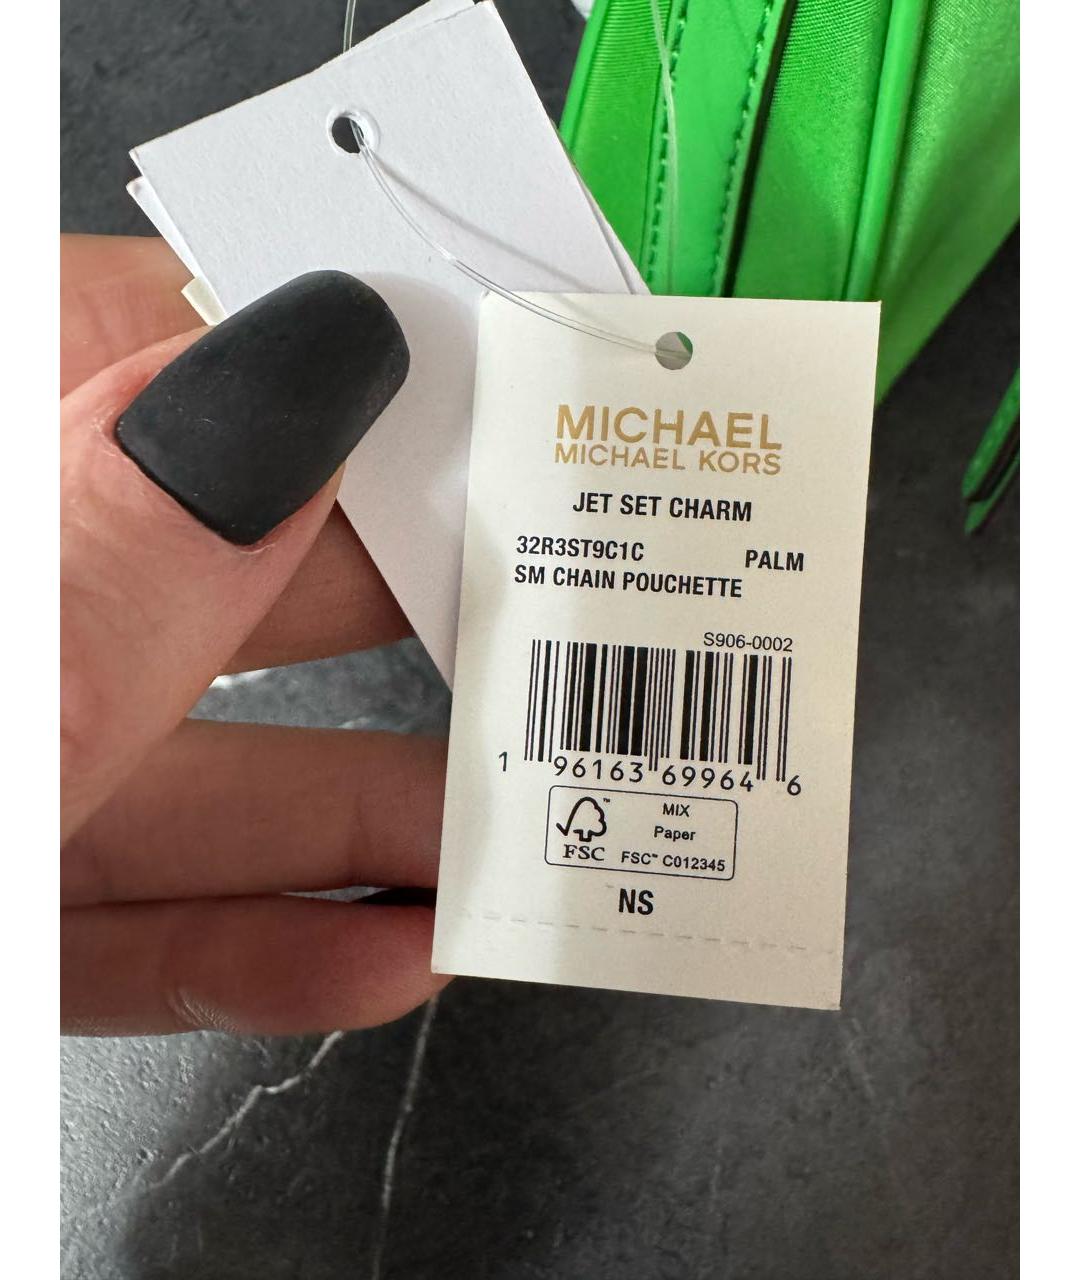 MICHAEL
MICHAEL KORS
JET SET CHARM
32R3ST9C1C PALM
SM CHAIN POUCHETTE
S906-0002
1 96163 69964 6
MIX
Paper
FSC™ C012345
™
FSC
NS